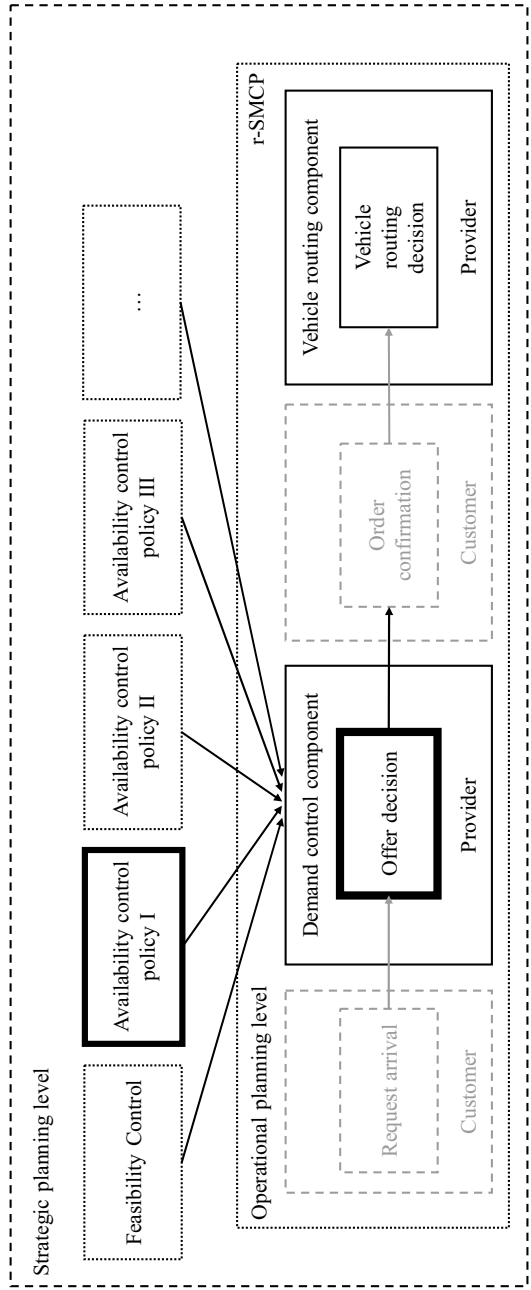 Strategic planning level
Feasibility Control
Availability control
policy I
Availability control
policy II
Availability control
policy III
…
Operational planning level
r-SMCP
Request arrival
Customer
Demand control component
Offer decision
Provider
Order
confirmation
Customer
Vehicle routing component
Vehicle
routing
decision
Provider